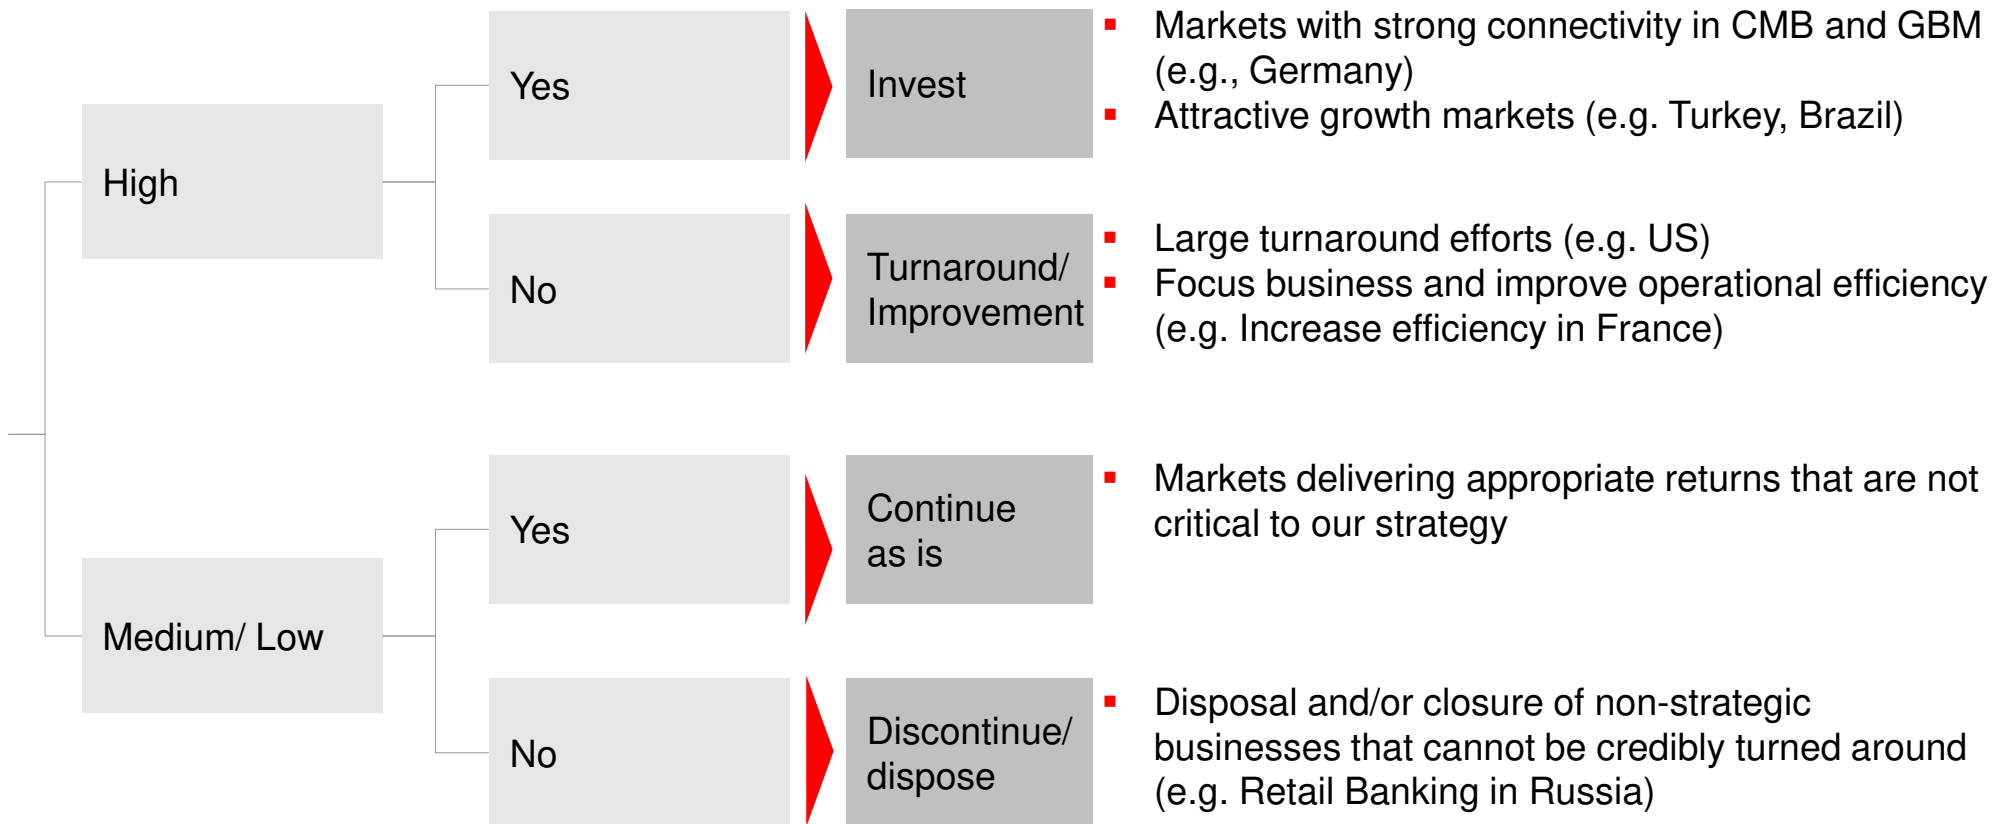 High
Yes
Invest
▪ Markets with strong connectivity in CMB and GBM
(e.g., Germany)
▪ Attractive growth markets (e.g. Turkey, Brazil)
No
Turnaround/
Improvement
▪ Large turnaround efforts (e.g. US)
▪ Focus business and improve operational efficiency
(e.g. Increase efficiency in France)
Medium/ Low
Yes
Continue
as is
▪ Markets delivering appropriate returns that are not
critical to our strategy
No
Discontinue/
dispose
▪ Disposal and/or closure of non-strategic
businesses that cannot be credibly turned around
(e.g. Retail Banking in Russia)